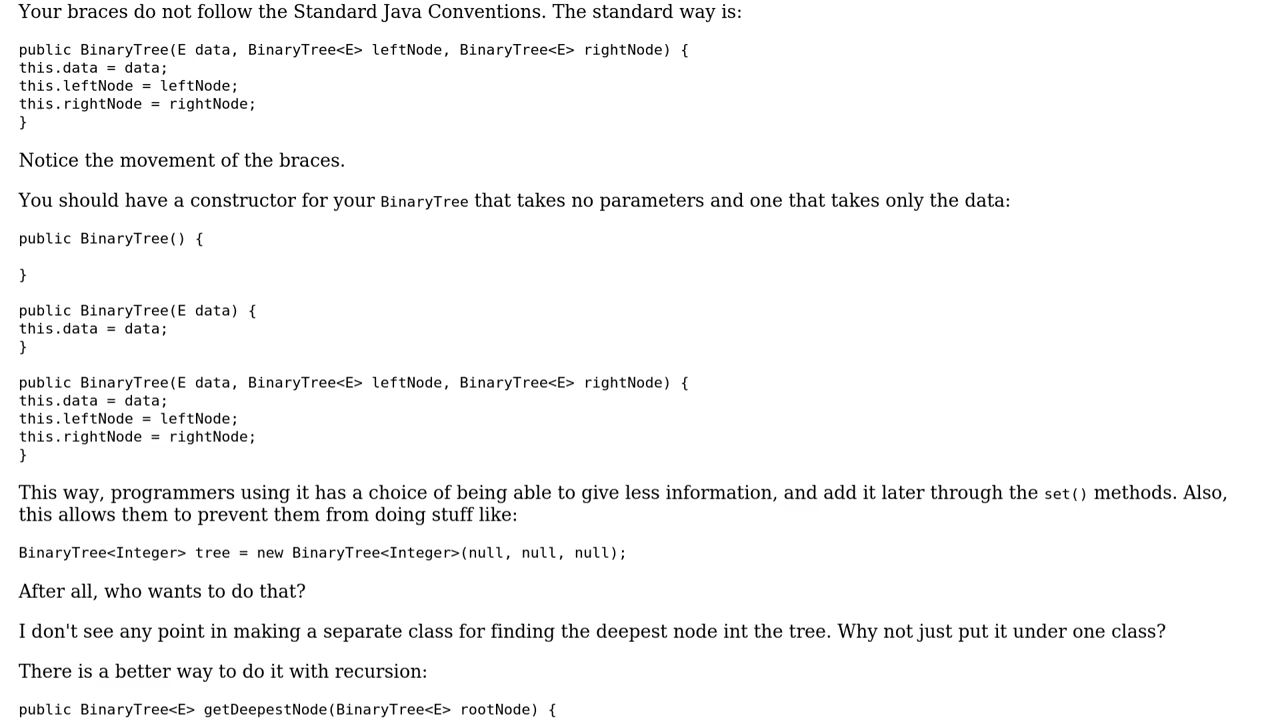 Your braces do not follow the Standard Java Conventions. The standard way is:
public BinaryTree(E data, BinaryTree<E> leftNode, BinaryTree<E> rightNode) {
this.data = data;
this.leftNode = leftNode;
this.rightNode = rightNode;
}
Notice the movement of the braces.
You should have a constructor for your BinaryTree that takes no parameters and one that takes only the data:
public BinaryTree() {
}
public BinaryTree(E data) {
this.data = data;
}
public BinaryTree(E data, BinaryTree<E> leftNode, BinaryTree<E> rightNode) {
this.data = data;
this.leftNode = leftNode;
this.rightNode = rightNode;
}
This way, programmers using it has a choice of being able to give less information, and add it later through the set() methods. Also,
this allows them to prevent them from doing stuff like:
BinaryTree<Integer> tree = new BinaryTree<Integer>(null, null, null);
After all, who wants to do that?
I don't see any point in making a separate class for finding the deepest node int the tree. Why not just put it under one class?
There is a better way to do it with recursion:
public BinaryTree<E> getDeepestNode(BinaryTree<E> rootNode) {